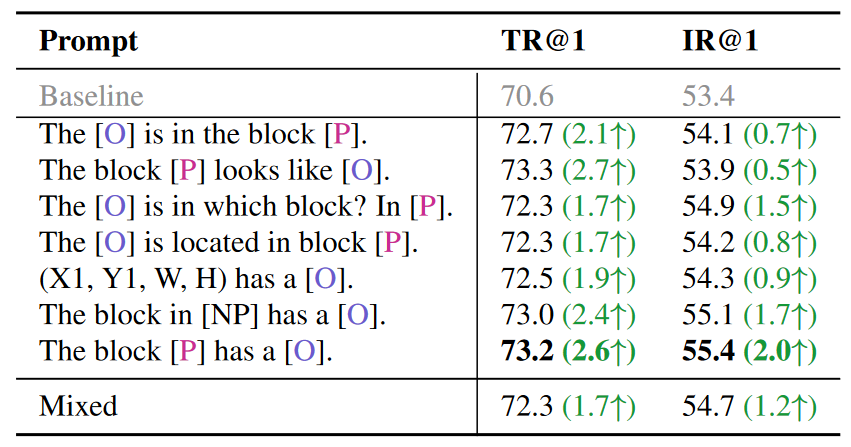 Prompt TR@1 IR@1
Baseline 70.6 53.4
The [O] is in the block [P]. 72.7 (2.1↑) 54.1 (0.7↑)
The block [P] looks like [O]. 73.3 (2.7↑) 53.9 (0.5↑)
The [O] is in which block? In [P]. 72.3 (1.7↑) 54.9 (1.5↑)
The [O] is located in block [P]. 72.3 (1.7↑) 54.2 (0.8↑)
(X1, Y1, W, H) has a [O]. 72.5 (1.9↑) 54.3 (0.9↑)
The block in [NP] has a [O]. 73.0 (2.4↑) 55.1 (1.7↑)
The block [P] has a [O]. 73.2 (2.6↑) 55.4 (2.0↑)
Mixed 72.3 (1.7↑) 54.7 (1.2↑)